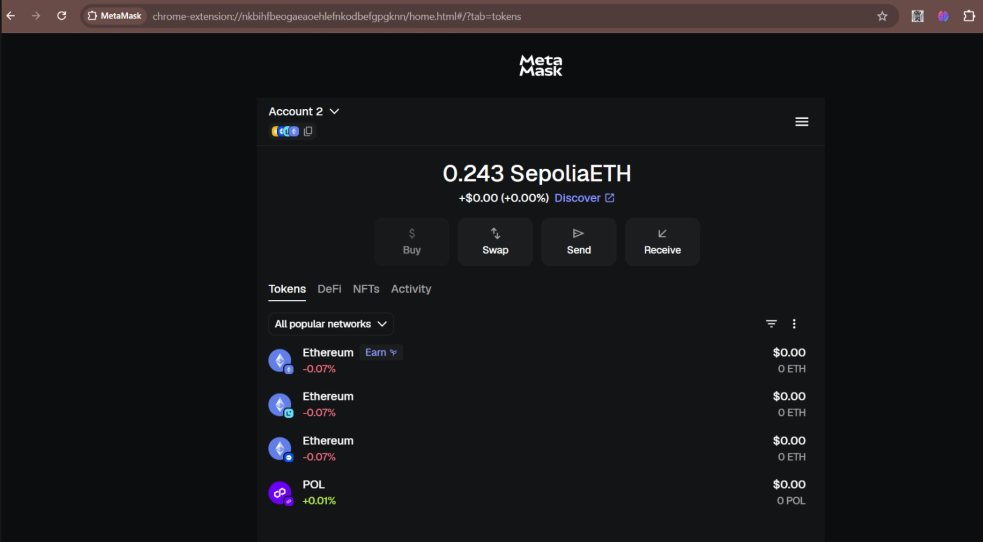 MetaMask
chrome-extension://nkbihfbeogaeaoehlefnkodbefgpgknn/home.html#/?tab=tokens
Meta
Mask
Account 2
0.243 SepoliaETH
+$0.00 (+0.00%) Discover
$
Buy
Swap
Send
Receive
Tokens DeFi NFTs Activity
All popular networks
Ethereum Earn $0.00
-0.07% 0 ETH
Ethereum $0.00
-0.07% 0 ETH
Ethereum $0.00
-0.07% 0 ETH
POL $0.00
+0.01% 0 POL